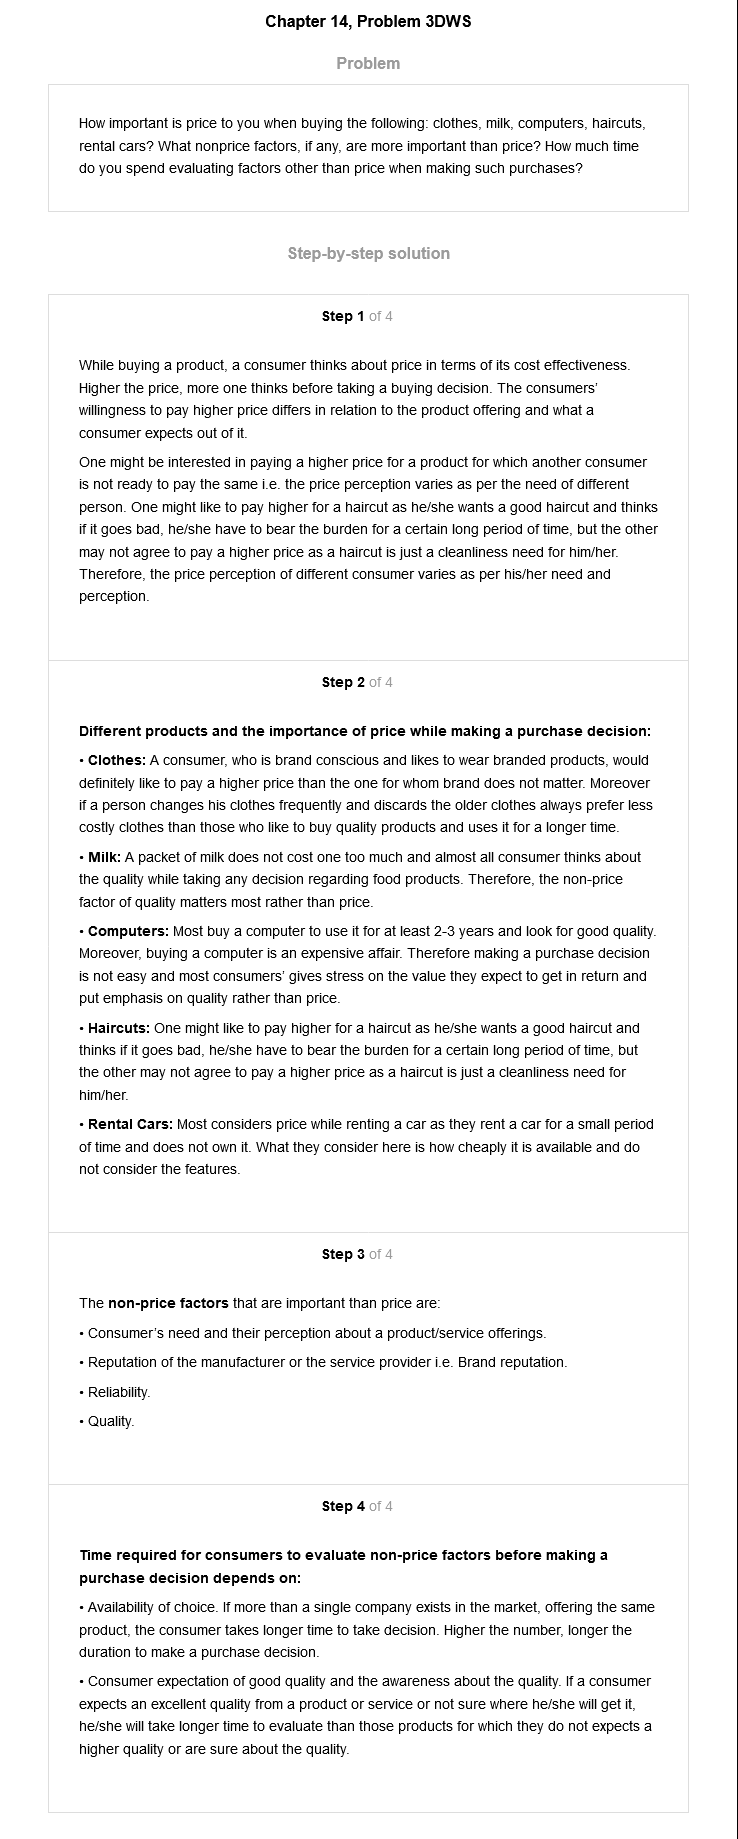 Chapter 14, Problem 3DWS
Problem
How important is price to you when buying the following: clothes, milk, computers, haircuts,
rental cars? What nonprice factors, if any, are more important than price? How much time
do you spend evaluating factors other than price when making such purchases?
Step-by-step solution
Step 1 of 4
While buying a product, a consumer thinks about price in terms of its cost effectiveness.
Higher the price, more one thinks before taking a buying decision. The consumers'
willingness to pay higher price differs in relation to the product offering and what a
consumer expects out of it.
One might be interested in paying a higher price for a product for which another consumer
is not ready to pay the same i.e. the price perception varies as per the need of different
person. One might like to pay higher for a haircut as he/she wants a good haircut and thinks
if it goes bad, he/she have to bear the burden for a certain long period of time, but the other
may not agree to pay a higher price as a haircut is just a cleanliness need for him/her.
Therefore, the price perception of different consumer varies as per his/her need and
perception.
Step 2 of 4
Different products and the importance of price while making a purchase decision:
• Clothes: A consumer, who is brand conscious and likes to wear branded products, would
definitely like to pay a higher price than the one for whom brand does not matter. Moreover
if a person changes his clothes frequently and discards the older clothes always prefer less
costly clothes than those who like to buy quality products and uses it for a longer time.
• Milk: A packet of milk does not cost one too much and almost all consumer thinks about
the quality while taking any decision regarding food products. Therefore, the non-price
factor of quality matters most rather than price.
• Computers: Most buy a computer to use it for at least 2-3 years and look for good quality.
Moreover, buying a computer is an expensive affair. Therefore making a purchase decision
is not easy and most consumers' gives stress on the value they expect to get in return and
put emphasis on quality rather than price.
• Haircuts: One might like to pay higher for a haircut as he/she wants a good haircut and
thinks if it goes bad, he/she have to bear the burden for a certain long period of time, but
the other may not agree to pay a higher price as a haircut is just a cleanliness need for
him/her.
• Rental Cars: Most considers price while renting a car as they rent a car for a small period
of time and does not own it. What they consider here is how cheaply it is available and do
not consider the features.
Step 3 of 4
The non-price factors that are important than price are:
• Consumer's need and their perception about a product/service offerings.
• Reputation of the manufacturer or the service provider i.e. Brand reputation.
• Reliability.
• Quality.
Step 4 of 4
Time required for consumers to evaluate non-price factors before making a
purchase decision depends on:
• Availability of choice. If more than a single company exists in the market, offering the same
product, the consumer takes longer time to take decision. Higher the number, longer the
duration to make a purchase decision.
• Consumer expectation of good quality and the awareness about the quality. If a consumer
expects an excellent quality from a product or service or not sure where he/she will get it,
he/she will take longer time to evaluate than those products for which they do not expects a
higher quality or are sure about the quality.